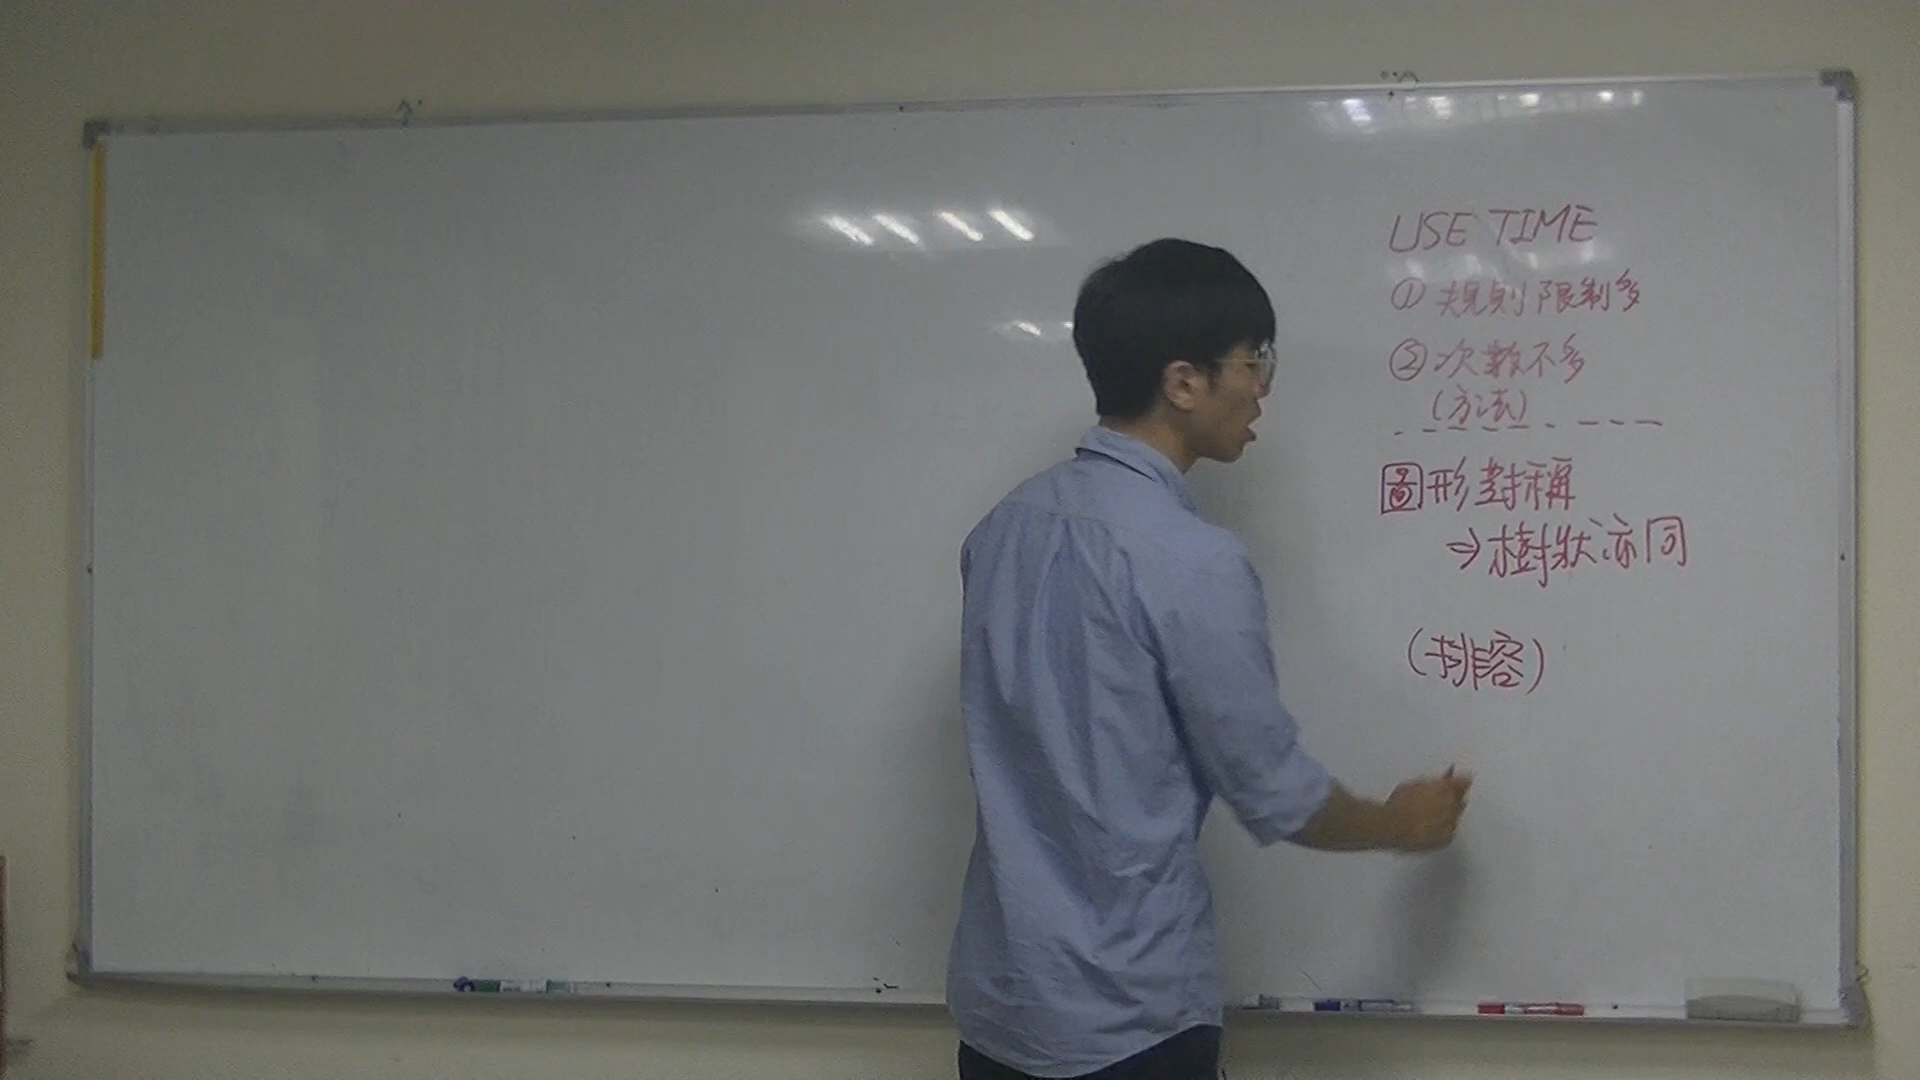 USE TIME
① 規則限制多
② 次數不多
(方法)
圖形對稱
⇒樹狀亦同
(排容)